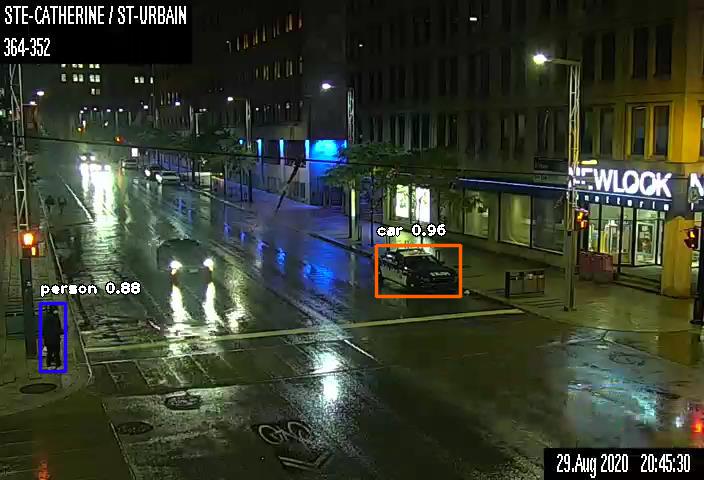 STE-CATHERINE / ST-URBAIN
364-352
NEWLOOK
car 0.96
person 0.88
29.Aug 2020 20:45:30